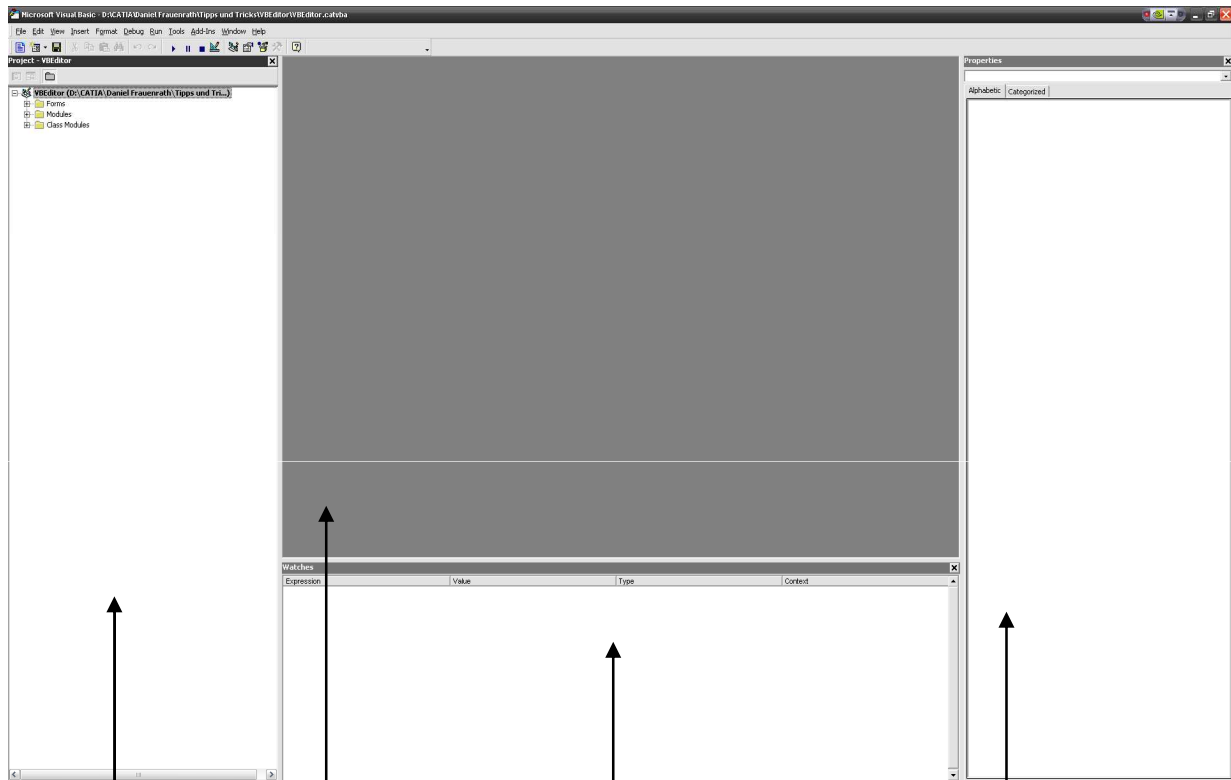 Microsoft Visual Basic - D:\CATIA\Daniel Frauenrath\Tipps und Tricks\VBEditor\VBEditor.catvba
File Edit View Insert Format Debug Run Tools Add-Ins Window Help
Project - VBEditor
VBEditor (D:\CATIA\Daniel Frauenrath\Tipps und Tri...)
Forms
Modules
Class Modules
Watches
Expression Value Type Context
Properties
Alphabetic Categorized